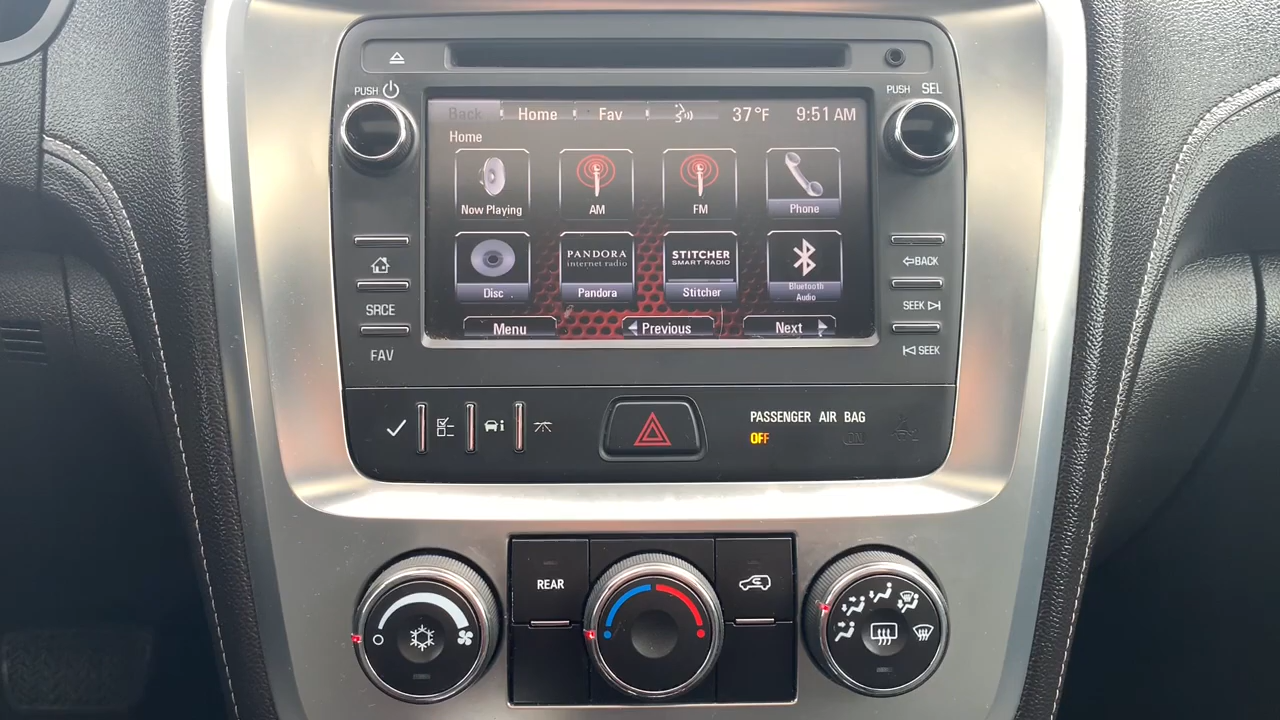 PUSH
PUSH SEL
Back Home Fav 37°F 9:51 AM
Home
Now Playing AM FM Phone
PANDORA
internet radio
STITCHER
SMART RADIO
Disc Pandora Stitcher Bluetooth
Audio
Menu Previous Next
SRCE
FAV
BACK
SEEK
SEEK
PASSENGER AIR BAG
OFF ON
REAR